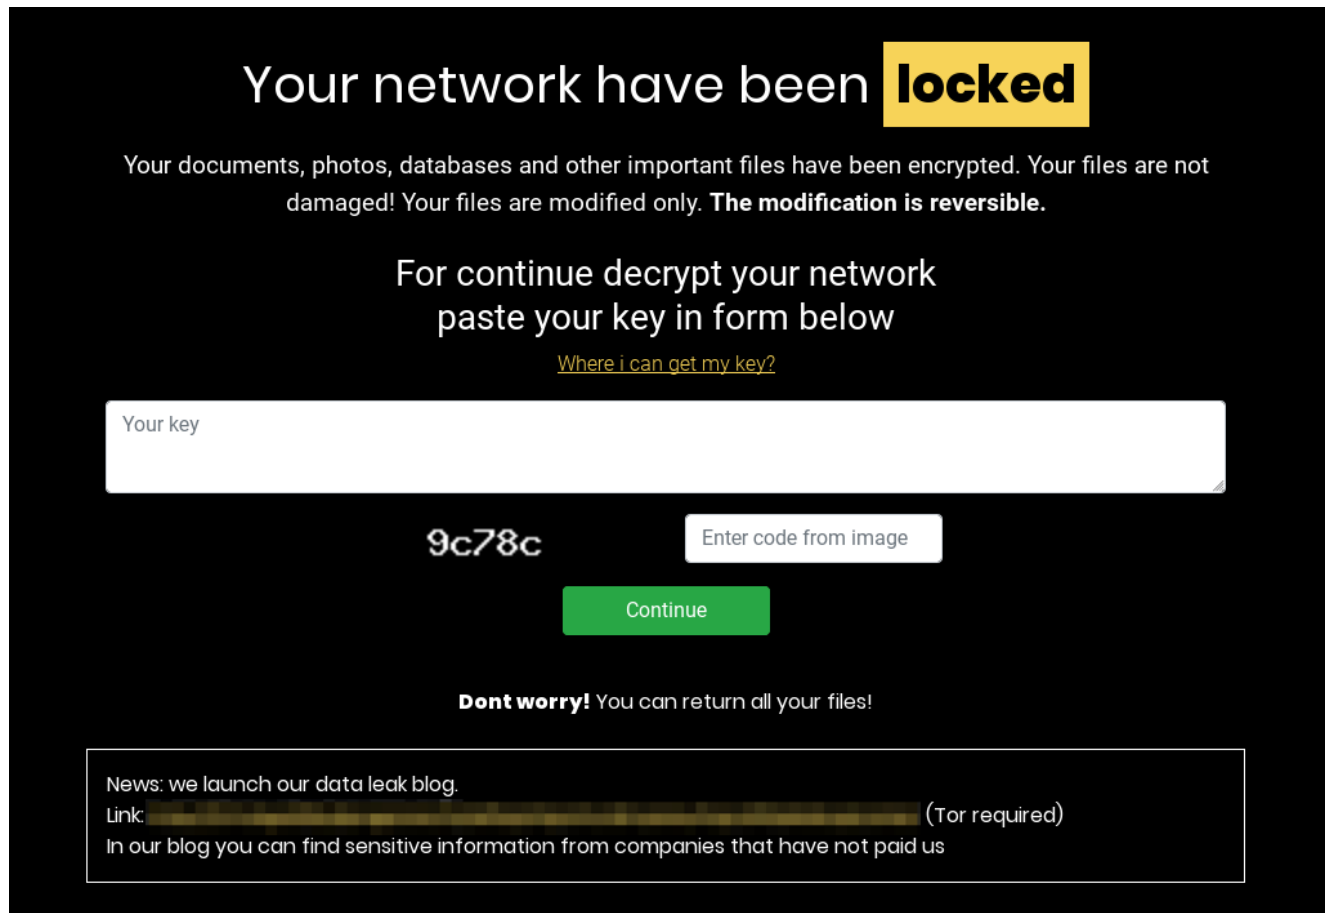 Your network have been locked
Your documents, photos, databases and other important files have been encrypted. Your files are not
damaged! Your files are modified only. The modification is reversible.
For continue decrypt your network
paste your key in form below
Where i can get my key?
Your key
9c78c
Enter code from image
Continue
Dont worry! You can return all your files!
News: we launch our data leak blog.
Link: (Tor required)
In our blog you can find sensitive information from companies that have not paid us